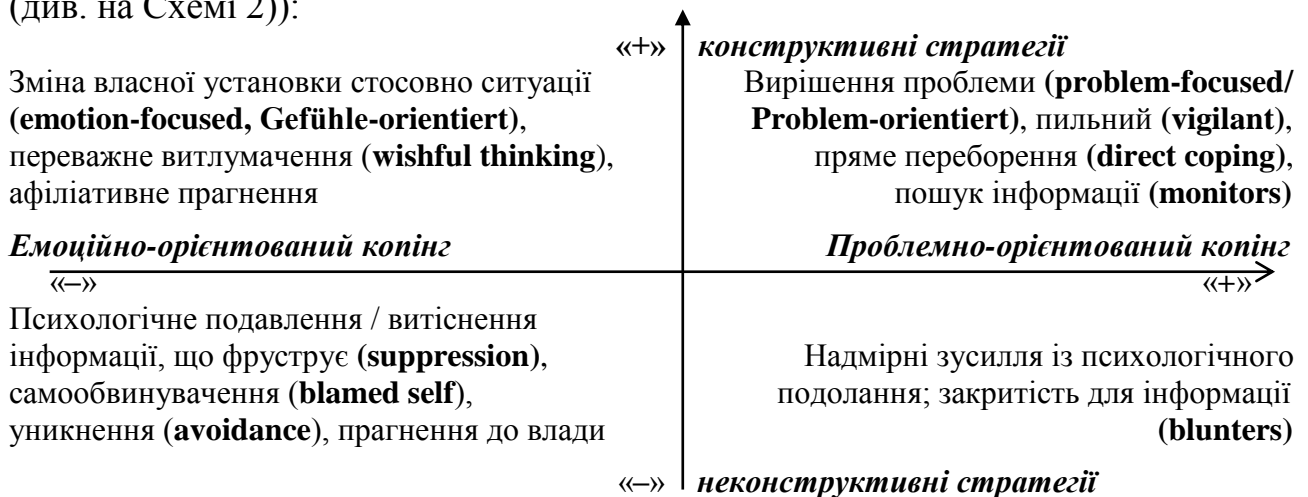 (див. на Схемі 2)):
«+» конструктивні стратегії
Зміна власної установки стосовно ситуації
(emotion-focused, Gefühle-orientiert),
переважне витлумачення (wishful thinking),
афіліативне прагнення
Вирішення проблеми (problem-focused/
Problem-orientiert), пильний (vigilant),
пряме переборення (direct coping),
пошук інформації (monitors)
Емоційно-орієнтований копінг
Проблемно-орієнтований копінг
«–»
«+»
Психологічне подавлення / витіснення
інформації, що фруструє (suppression),
самообвинувачення (blamed self),
уникнення (avoidance), прагнення до влади
Надмірні зусилля із психологічного
подолання; закритість для інформації
(blunters)
«–» неконструктивні стратегії